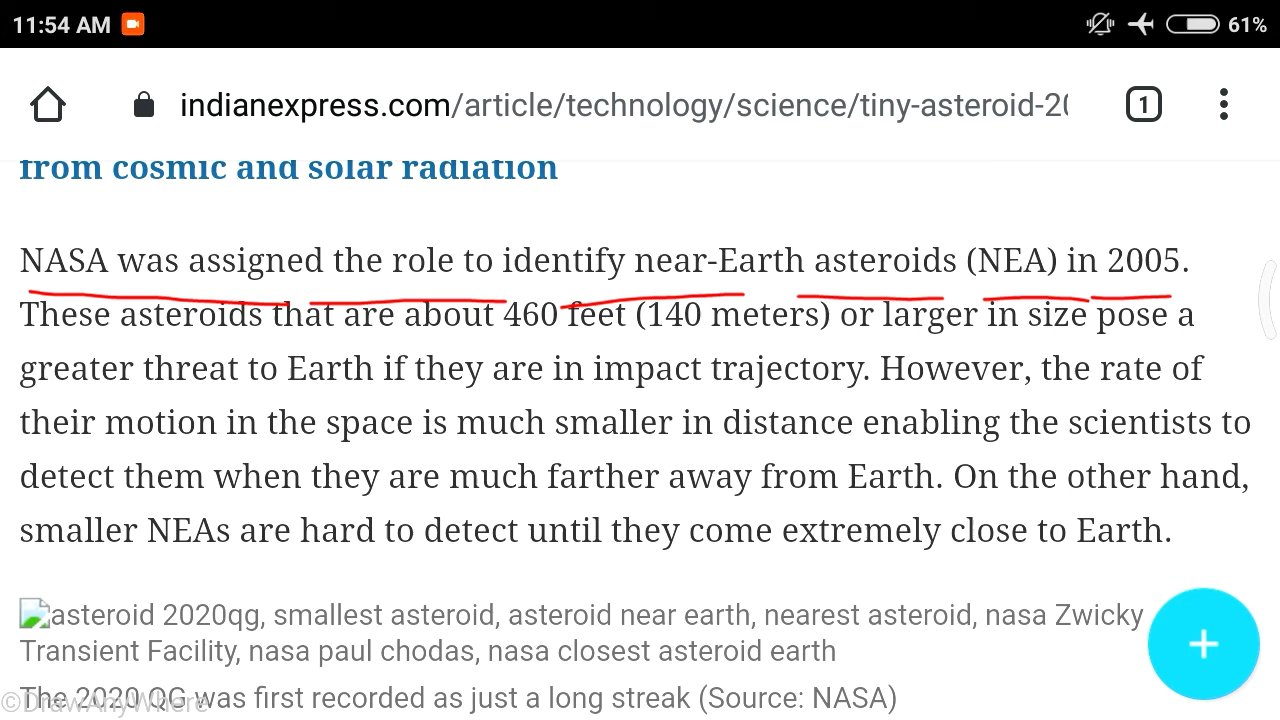 11:54 AM
61%
indianexpress.com/article/technology/science/tiny-asteroid-20
1
from cosmic and solar radiation
NASA was assigned the role to identify near-Earth asteroids (NEA) in 2005.
These asteroids that are about 460 feet (140 meters) or larger in size pose a
greater threat to Earth if they are in impact trajectory. However, the rate of
their motion in the space is much smaller in distance enabling the scientists to
detect them when they are much farther away from Earth. On the other hand,
smaller NEAs are hard to detect until they come extremely close to Earth.
asteroid 2020qg, smallest asteroid, asteroid near earth, nearest asteroid, nasa Zwicky
Transient Facility, nasa paul chodas, nasa closest asteroid earth
The 2020 QG was first recorded as just a long streak (Source: NASA)
©DrawAnyWhere